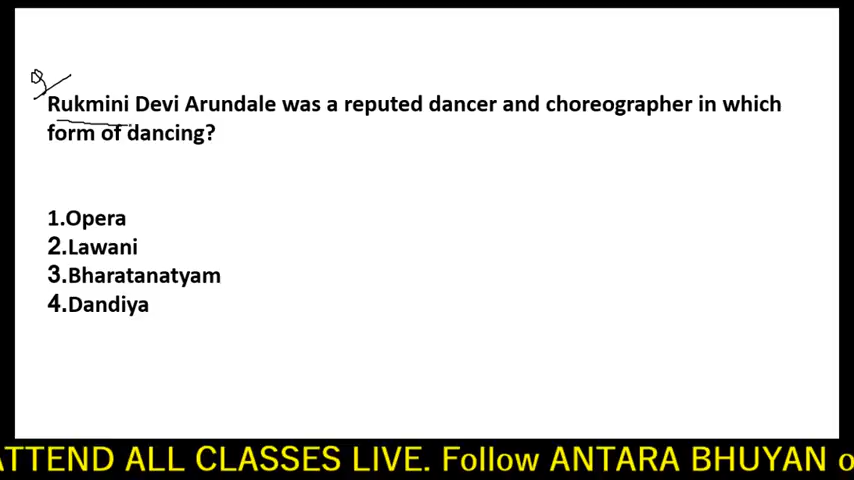 Rukmini Devi Arundale was a reputed dancer and choreographer in which
form of dancing?
1.Opera
2.Lawani
3.Bharatanatyam
4.Dandiya
ATTEND ALL CLASSES LIVE. Follow ANTARA BHUYAN o